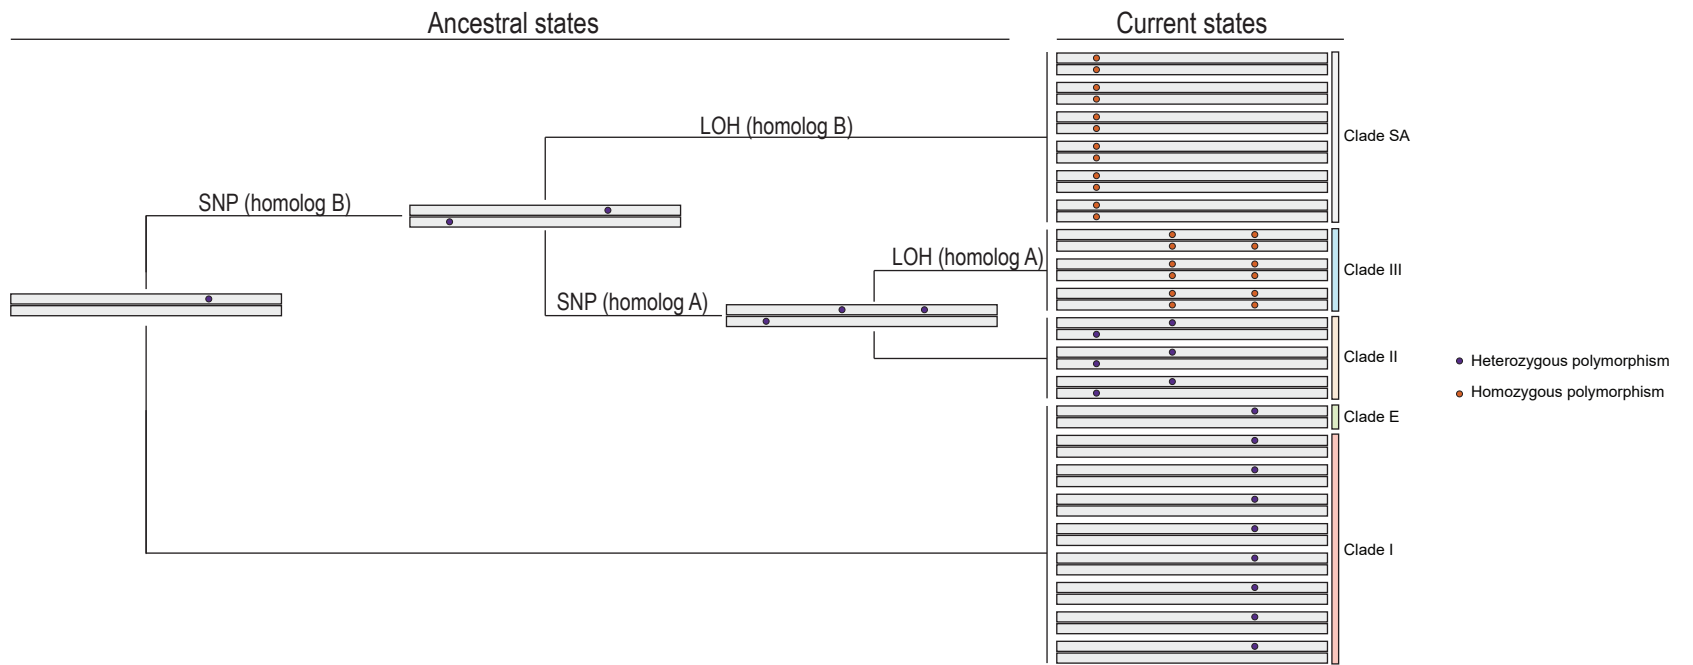 Ancestral states
Current states
LOH (homolog B)
Clade SA
SNP (homolog B)
LOH (homolog A)
Clade III
SNP (homolog A)
Clade II
Heterozygous polymorphism
Homozygous polymorphism
Clade E
Clade I